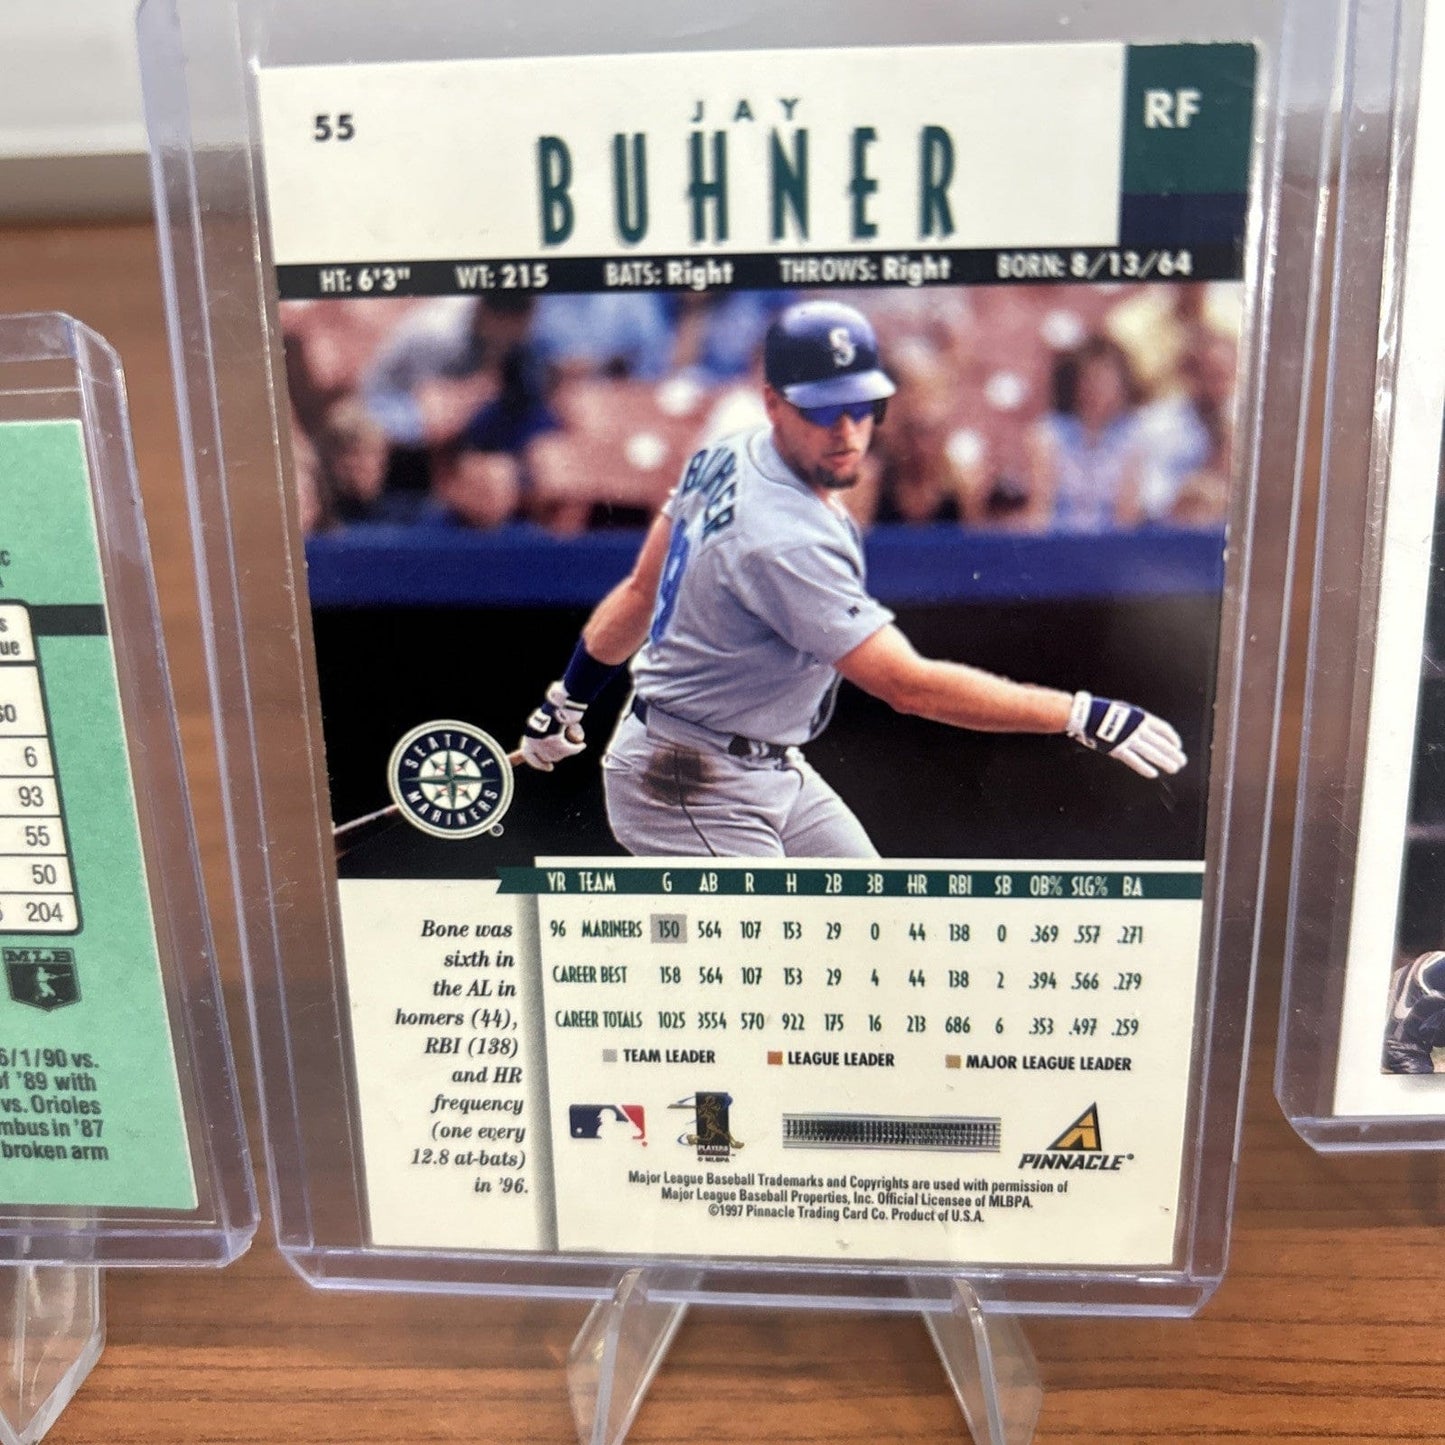 55
JAY
BUHNER
RF
HT: 6'3" WT: 215 BATS: Right THROWS: Right BORN: 8/13/64
S
BUHNER
SEATTLE
MARINERS
YR TEAM G AB R H 2B 3B HR RBI SB OB% SLG% BA
96 MARINERS 150 564 107 153 29 0 44 138 0 .369 .557 .271
CAREER BEST 158 564 107 153 29 4 44 138 2 .394 .566 .279
CAREER TOTALS 1025 3554 570 922 175 16 213 686 6 .353 .497 .259
TEAM LEADER LEAGUE LEADER MAJOR LEAGUE LEADER
Bone was
sixth in
the AL in
homers (44),
RBI (138)
and HR
frequency
(one every
12.8 at-bats)
in '96.
PLAYERS
© MLBPA
PINNACLE®
Major League Baseball Trademarks and Copyrights are used with permission of
Major League Baseball Properties, Inc. Official Licensee of MLBPA.
©1997 Pinnacle Trading Card Co. Product of U.S.A.
6
93
55
50
204
MLB
6/1/90 vs.
of '89 with
vs. Orioles
in '87
broken arm